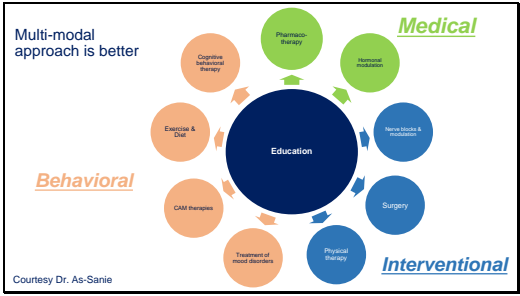 Multi-modal
approach is better
Medical
Pharmaco-
therapy
Hormonal
modulation
Cognitive
behavioral
therapy
Nerve blocks &
modulation
Exercise &
Diet
Education
Behavioral
CAM therapies
Surgery
Treatment of
mood disorders
Physical
therapy
Interventional
Courtesy Dr. As-Sanie